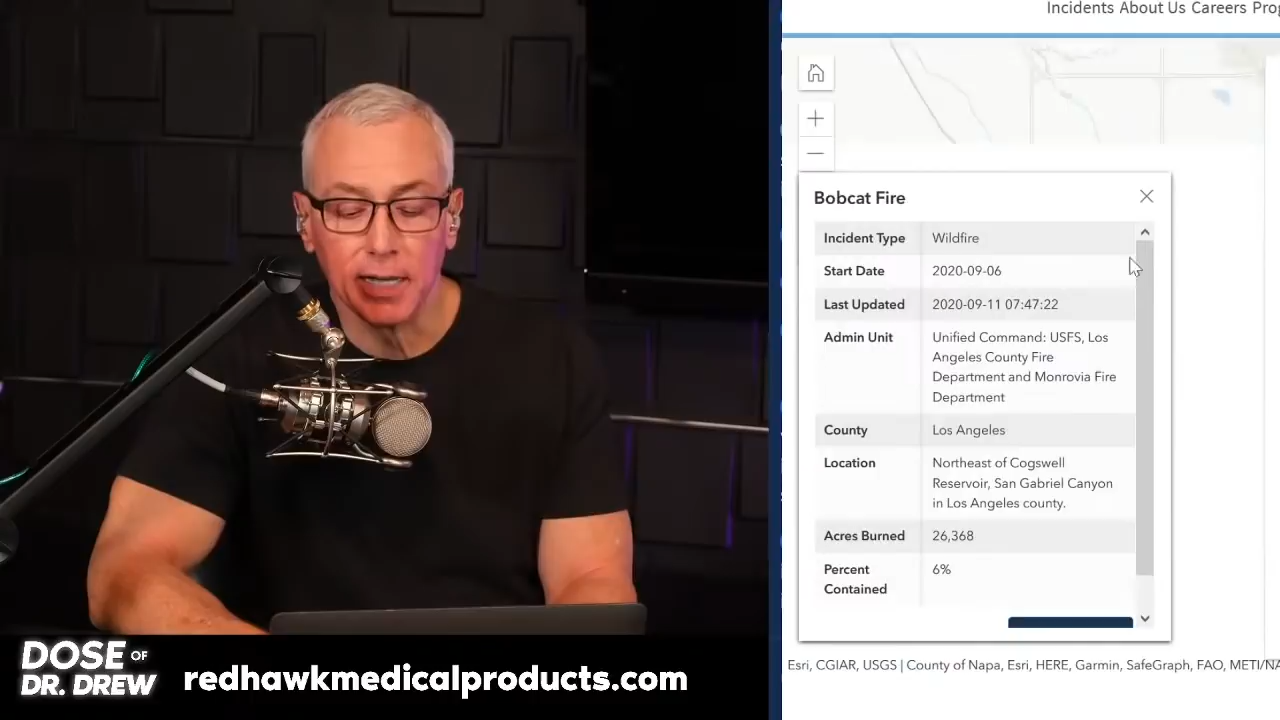 Incidents About Us Careers
Bobcat Fire
Incident Type Wildfire
Start Date 2020-09-06
Last Updated 2020-09-11 07:47:22
Admin Unit Unified Command: USFS, Los
Angeles County Fire
Department and Monrovia Fire
Department
County Los Angeles
Location Northeast of Cogswell
Reservoir, San Gabriel Canyon
in Los Angeles county.
Acres Burned 26,368
Percent
Contained 6%
Esri, CGIAR, USGS | County of Napa, Esri, HERE, Garmin, SafeGraph, FAO, METI/NA
DOSE OF
DR. DREW
redhawkmedicalproducts.com